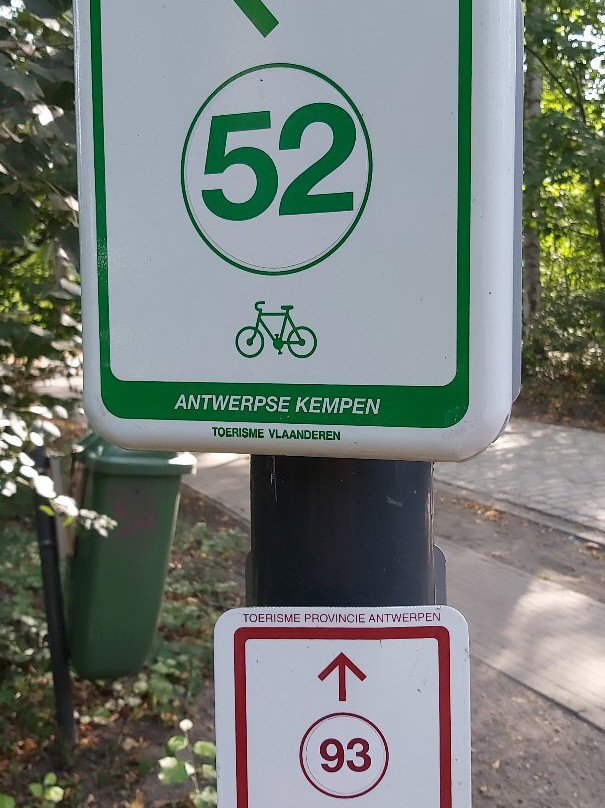 52
ANTWERPSE KEMPEN
TOERISME VLAANDEREN
TOERISME PROVINCIE ANTWERPEN
93